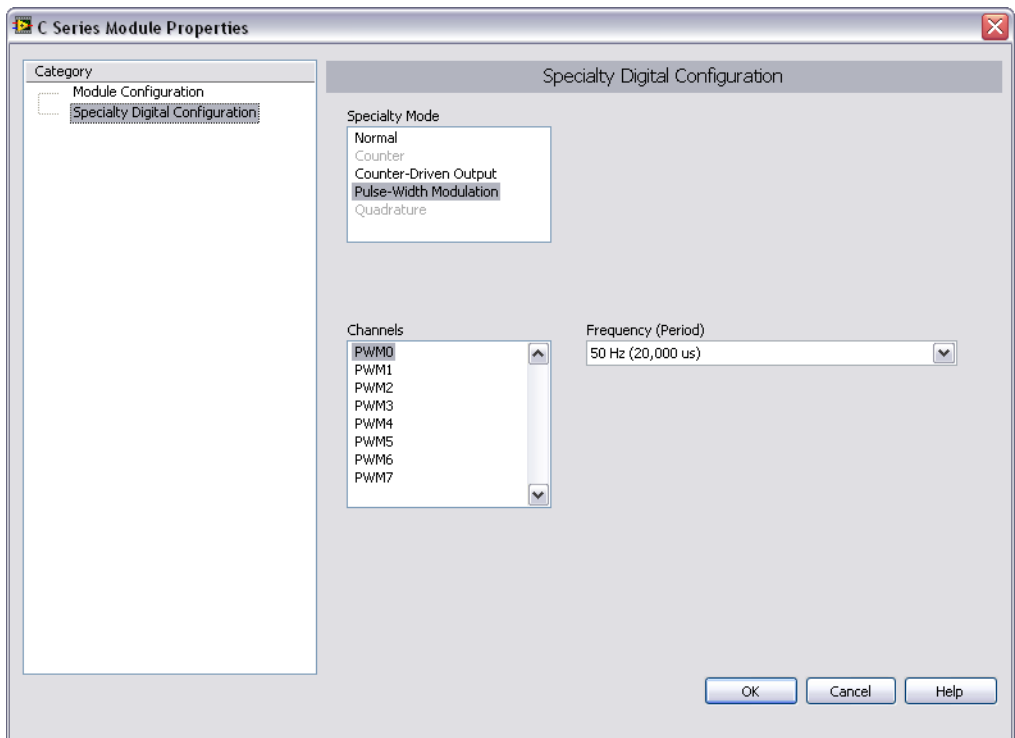 C Series Module Properties
Category
Module Configuration
Specialty Digital Configuration
Specialty Digital Configuration
Specialty Mode
Normal
Counter
Counter-Driven Output
Pulse-Width Modulation
Quadrature
Channels
PWM0
PWM1
PWM2
PWM3
PWM4
PWM5
PWM6
PWM7
Frequency (Period)
50 Hz (20,000 us)
OK
Cancel
Help